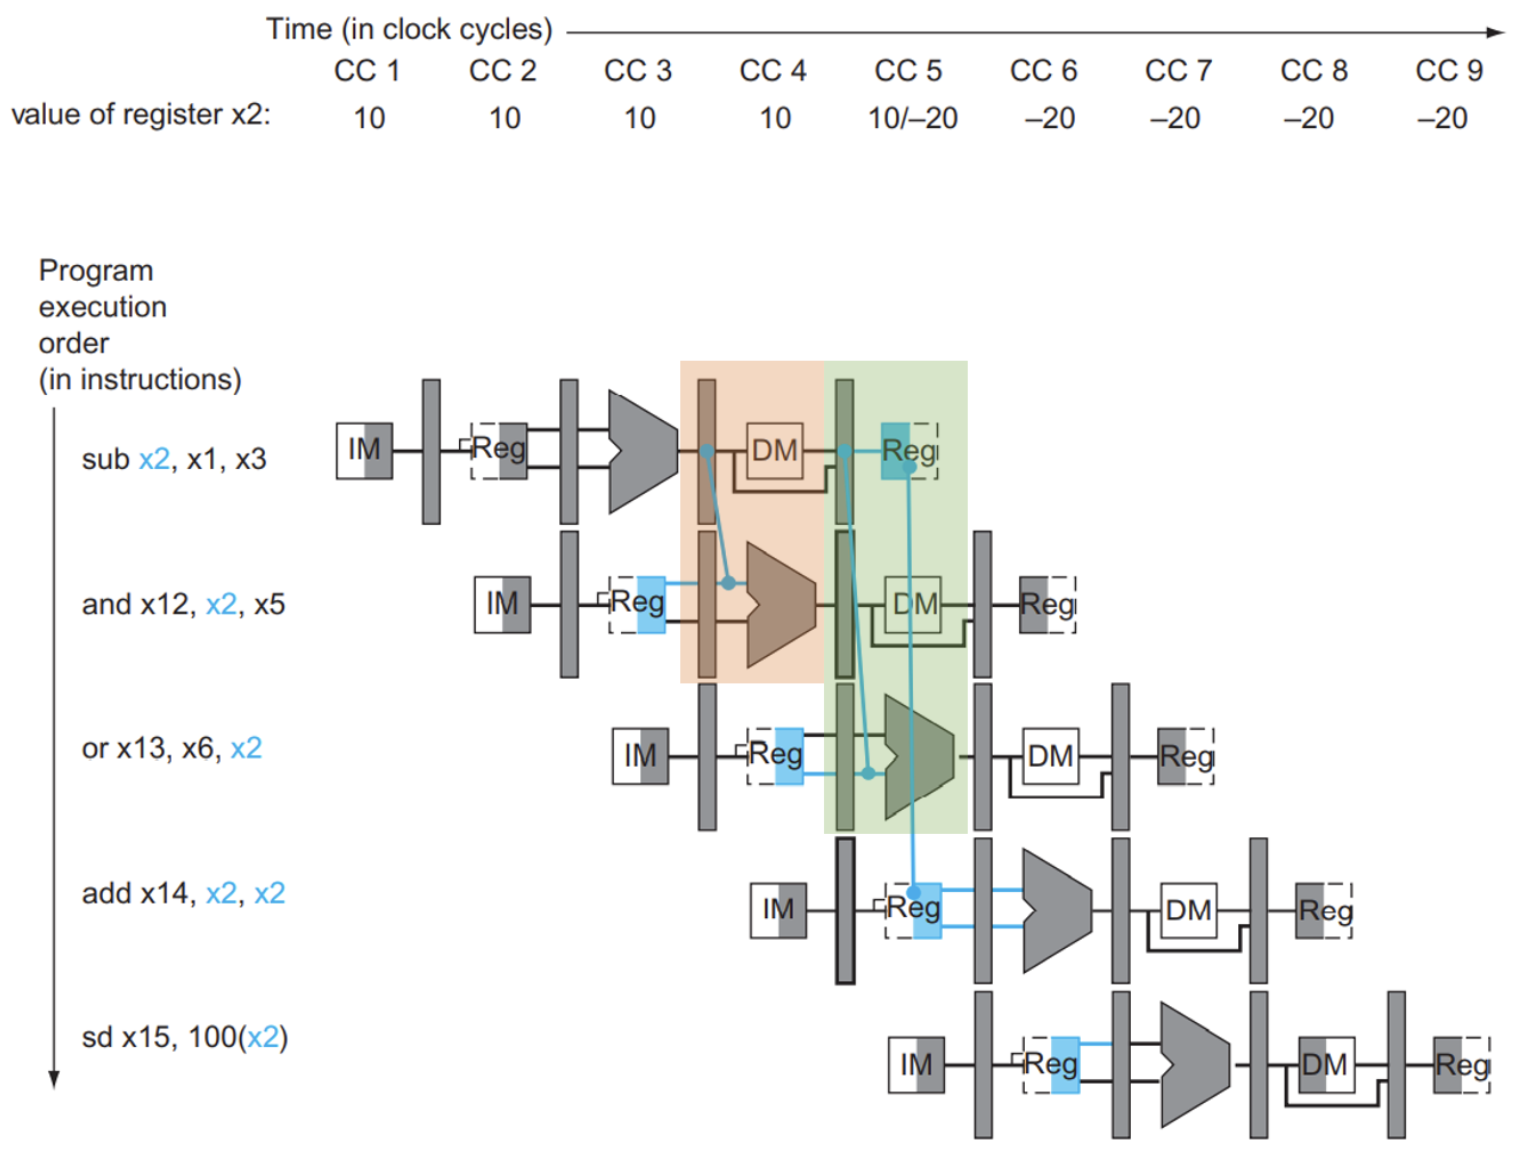 Time (in clock cycles)
CC 1 CC 2 CC 3 CC 4 CC 5 CC 6 CC 7 CC 8 CC 9
value of register x2: 10 10 10 10 10/–20 –20 –20 –20 –20
Program
execution
order
(in instructions)
sub x2, x1, x3
IM Reg DM Reg
and x12, x2, x5
IM Reg DM Reg
or x13, x6, x2
IM Reg DM Reg
add x14, x2, x2
IM Reg DM Reg
sd x15, 100(x2)
IM Reg DM Reg